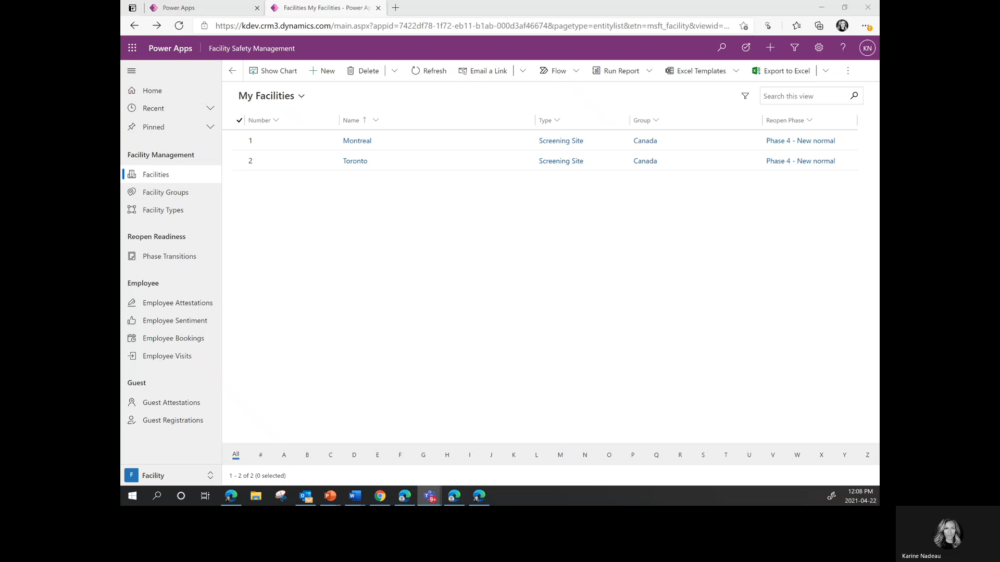 Power Apps
Facilities My Facilities - Power Ap
https://kdev.crm3.dynamics.com/main.aspx?appid=7422df78-1f72-eb11-b1ab-000d3af46674&pagetype=entitylist&etn=msft_facility&viewid=...
Power Apps
Facility Safety Management
?
KN
Show Chart
New
Delete
Refresh
Email a Link
Flow
Run Report
Excel Templates
Export to Excel
Home
Recent
Pinned
Facility Management
Facilities
Facility Groups
Facility Types
Reopen Readiness
Phase Transitions
Employee
Employee Attestations
Employee Sentiment
Employee Bookings
Employee Visits
Guest
Guest Attestations
Guest Registrations
F Facility
My Facilities
Search this view
Number Name Type Group Reopen Phase
1 Montreal Screening Site Canada Phase 4 - New normal
2 Toronto Screening Site Canada Phase 4 - New normal
All # A B C D E F G H I J K L M N O P Q R S T U V W X Y Z
1 - 2 of 2 (0 selected)
9+
12:08 PM
2021-04-22
Karine Nadeau